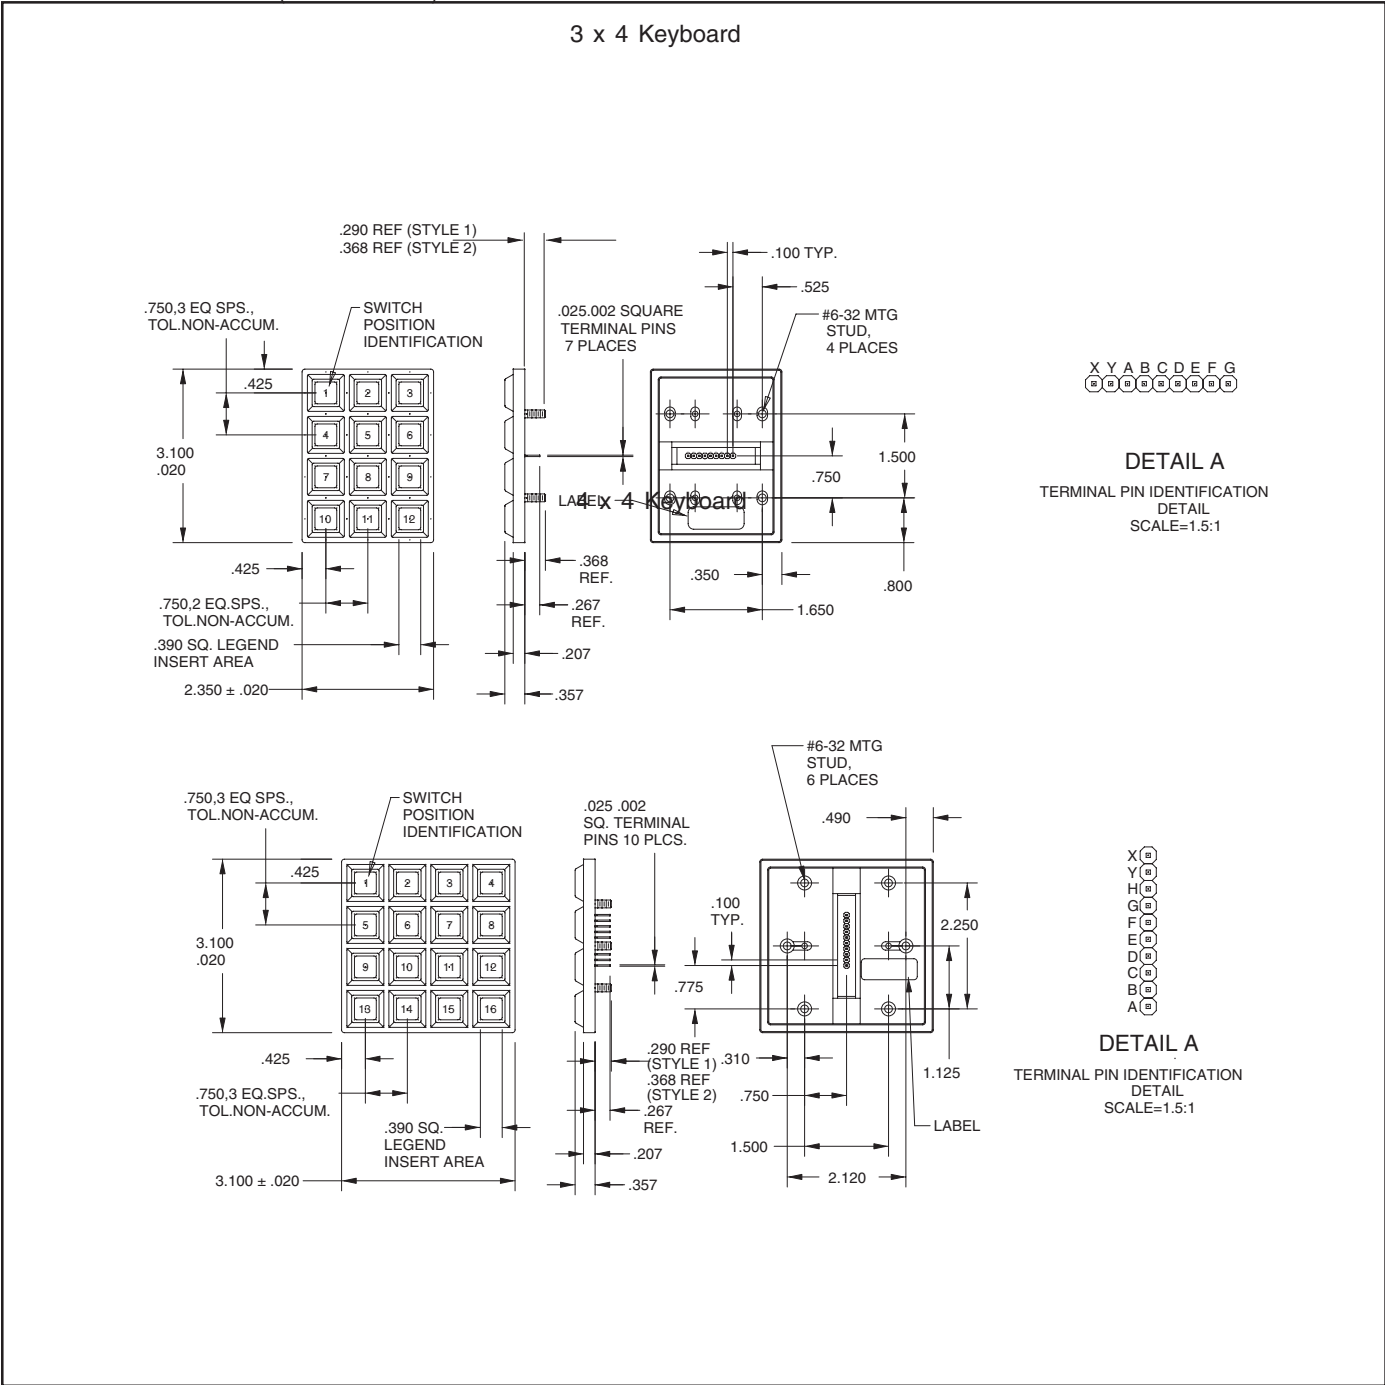 3 x 4 Keyboard
.290 REF (STYLE 1)
.368 REF (STYLE 2)
.100 TYP.
.525
.750,3 EQ SPS.,
TOL.NON-ACCUM.
SWITCH
POSITION
IDENTIFICATION
.025.002 SQUARE
TERMINAL PINS
7 PLACES
#6-32 MTG
STUD,
4 PLACES
.425
3.100
.020
1 2 3
4 5 6
7 8 9
10 11 12
1.500
.750
LABEL
4 x 4 Keyboard
X Y A B C D E F G
DETAIL A
TERMINAL PIN IDENTIFICATION
DETAIL
SCALE=1.5:1
.425
.368
REF.
.350
.800
.750,2 EQ.SPS.,
TOL.NON-ACCUM.
.267
REF.
1.650
.390 SQ. LEGEND
INSERT AREA
.207
2.350 ± .020
.357
#6-32 MTG
STUD,
6 PLACES
.750,3 EQ SPS.,
TOL.NON-ACCUM.
SWITCH
POSITION
IDENTIFICATION
.025 .002
SQ. TERMINAL
PINS 10 PLCS.
.490
.425
3.100
.020
1 2 3 4
5 6 7 8
9 10 11 12
13 14 15 16
.100
TYP.
2.250
.775
X
Y
H
G
F
E
D
C
B
A
DETAIL A
TERMINAL PIN IDENTIFICATION
DETAIL
SCALE=1.5:1
.425
.290 REF
(STYLE 1)
.368 REF
(STYLE 2)
.310
1.125
.750,3 EQ.SPS.,
TOL.NON-ACCUM.
.750
.267
REF.
.390 SQ.
LEGEND
INSERT AREA
LABEL
1.500
.207
3.100 ± .020
.357
2.120